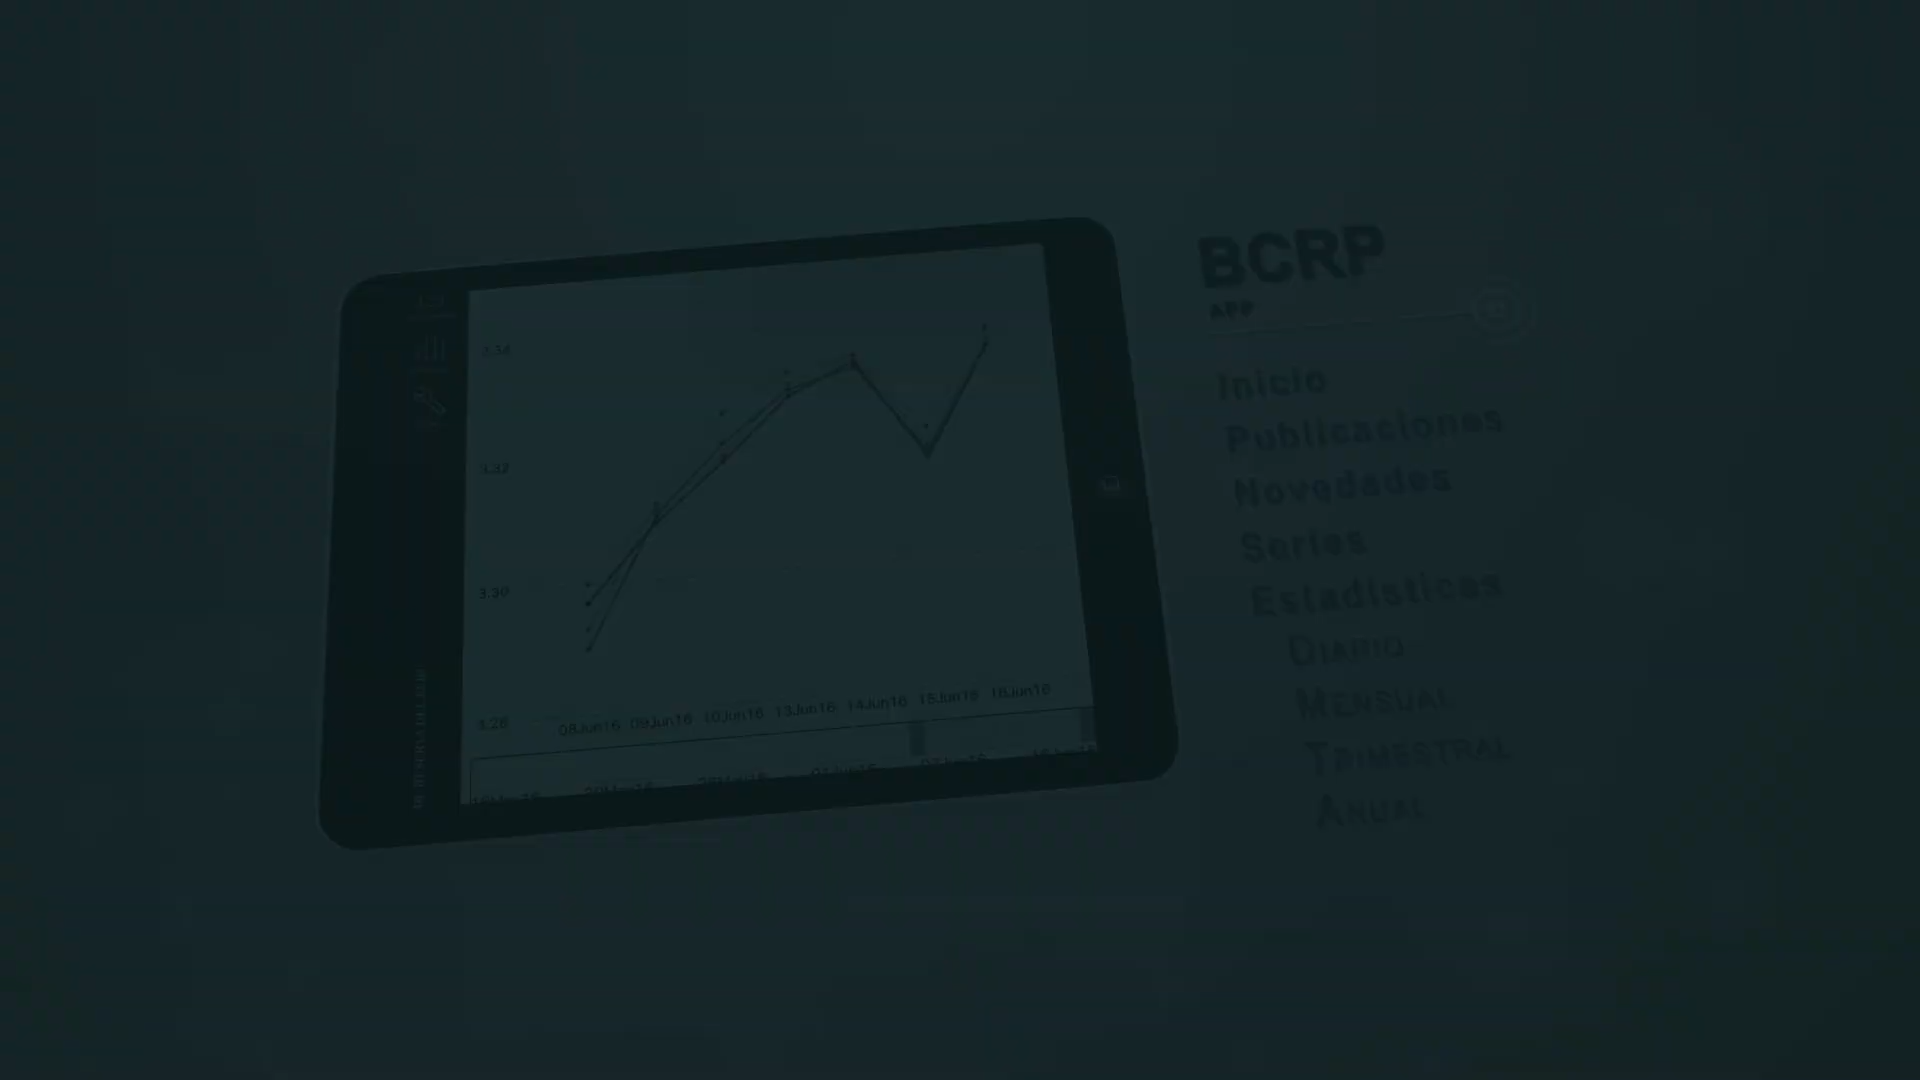 BCRP
APP
Inicio
Publicaciones
Novedades
Series
Estadísticas
DIARIO
MENSUAL
TRIMESTRAL
ANUAL
3.34
3.32
3.30
3.28
08Jun16 09Jun16 10Jun16 13Jun16 14Jun16 15Jun16 16Jun16